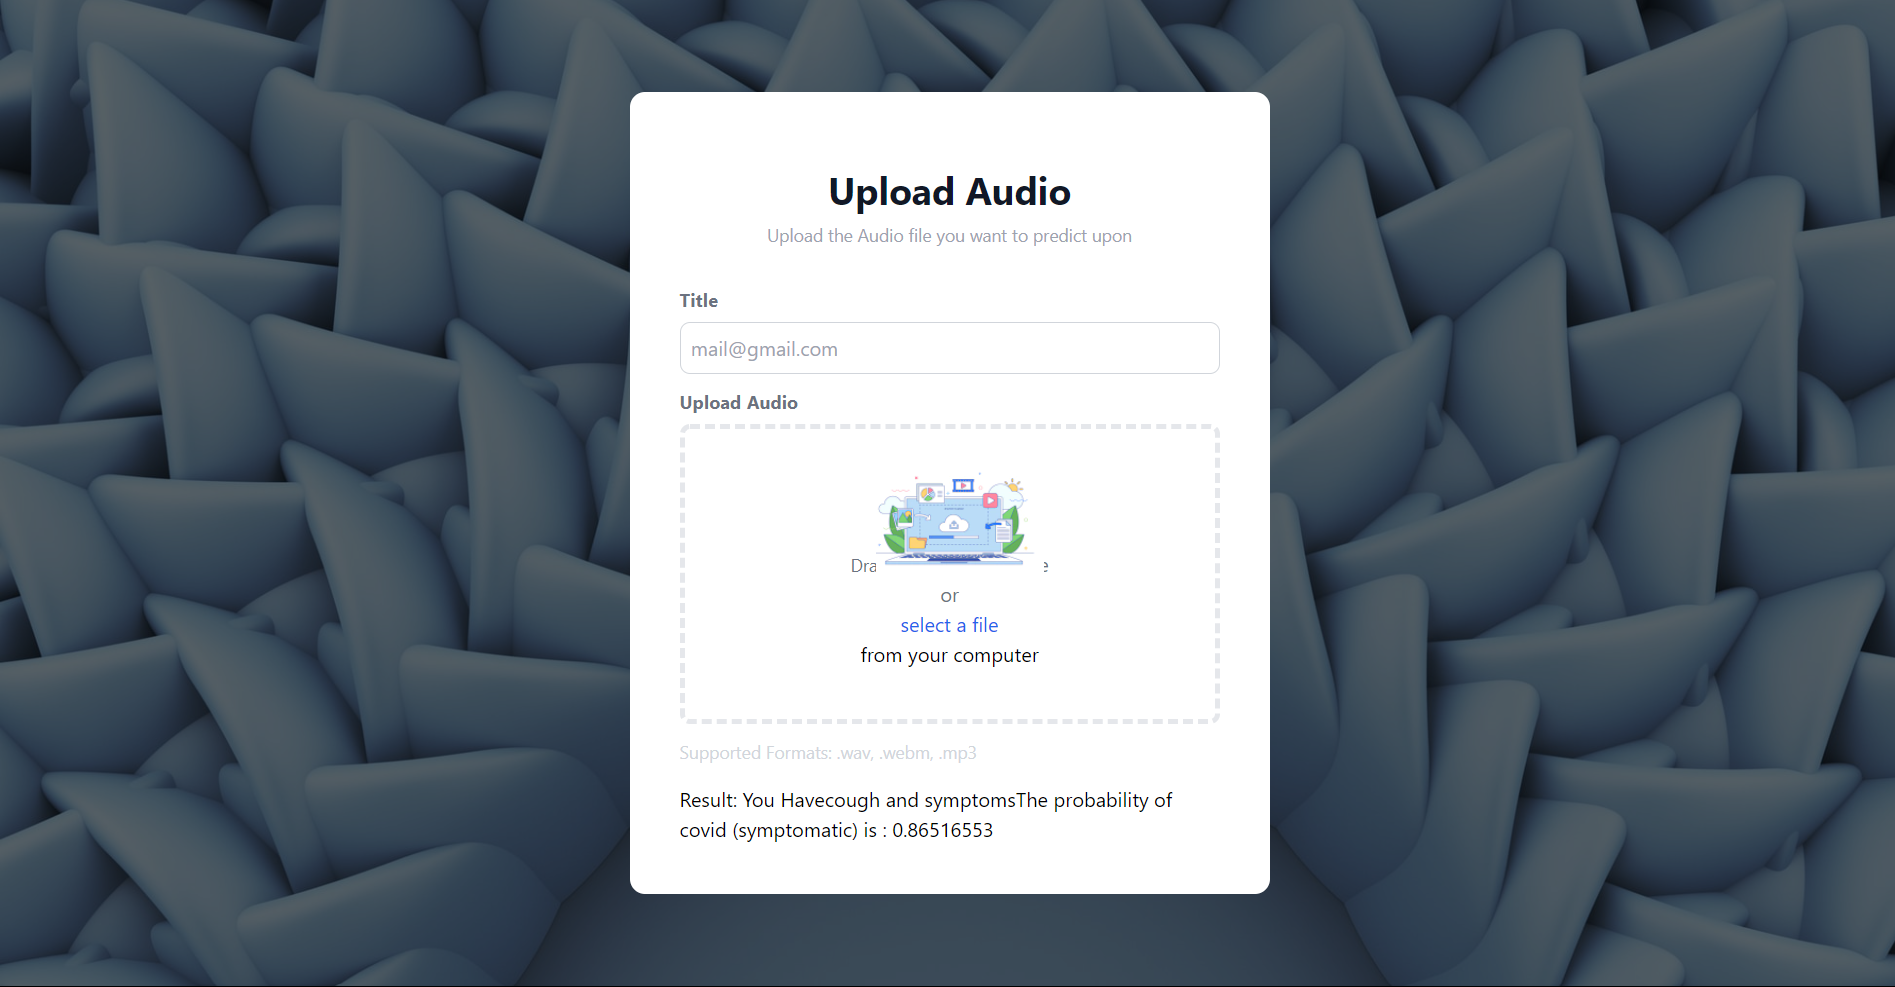 Upload Audio
Upload the Audio file you want to predict upon
Title
mail@gmail.com
Upload Audio
or
select a file
from your computer
Supported Formats: .wav, .webm, .mp3
Result: You Havecough and symptomsThe probability of
covid (symptomatic) is : 0.86516553